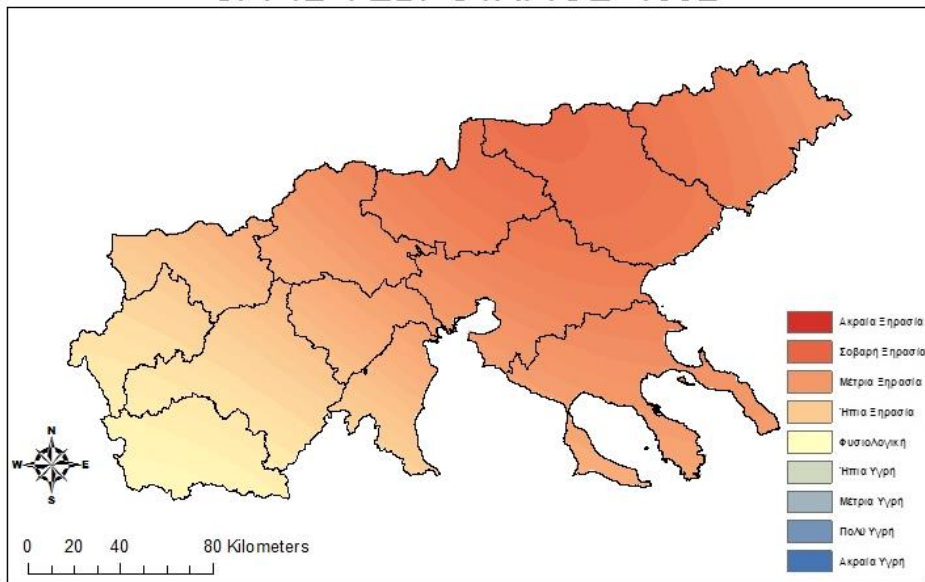 Ακραία Ξηρασία
Σοβαρή Ξηρασία
Μέτρια Ξηρασία
Ήπια Ξηρασία
Φυσιολογική
Ήπια Υγρή
Μέτρια Υγρή
Πολύ Υγρή
Ακραία Υγρή
N
W E
S
0 20 40 80 Kilometers